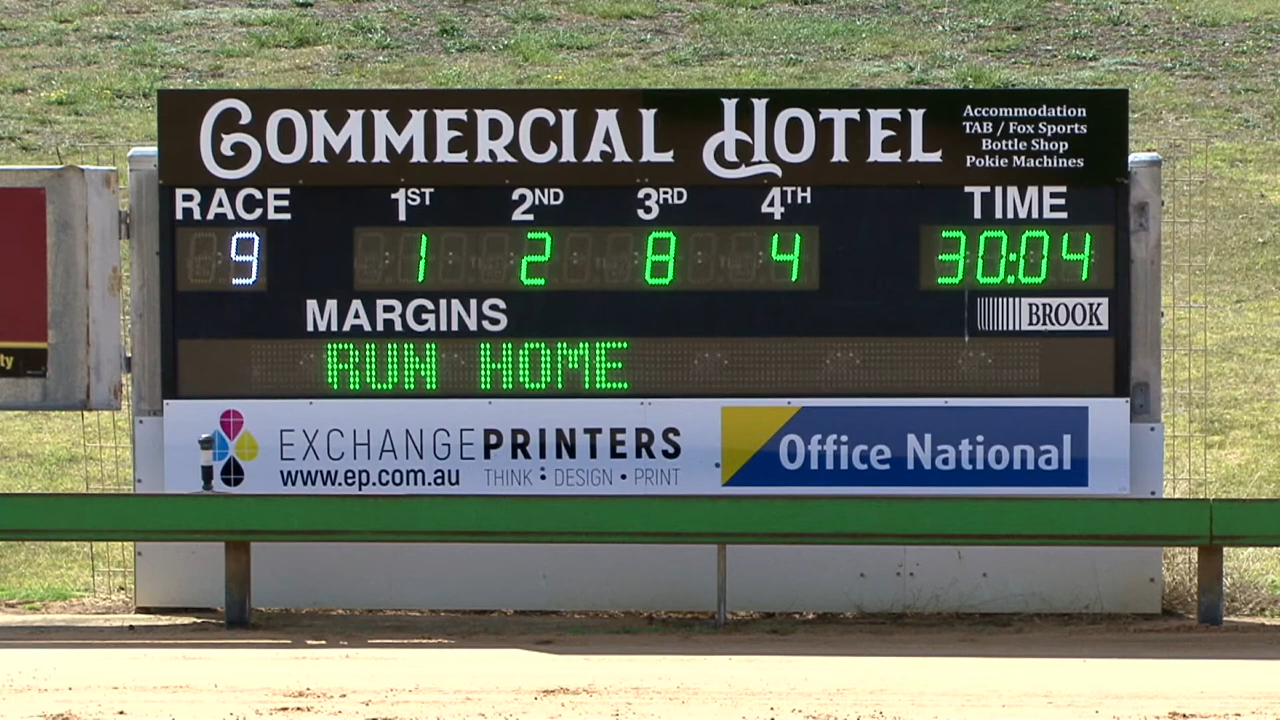 COMMERCIAL HOTEL
Accommodation
TAB / Fox Sports
Bottle Shop
Pokie Machines
RACE 1ST 2ND 3RD 4TH TIME
9 1 2 8 4 30:04
MARGINS
BROOK
RUN HOME
ty
EXCHANGEPRINTERS
www.ep.com.au THINK : DESIGN • PRINT
Office National